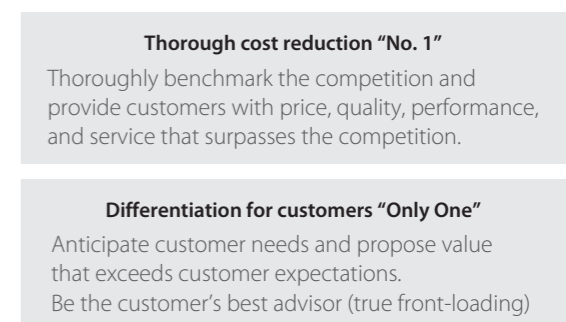 Thorough cost reduction “No. 1”
Thoroughly benchmark the competition and
provide customers with price, quality, performance,
and service that surpasses the competition.
Differentiation for customers “Only One”
Anticipate customer needs and propose value
that exceeds customer expectations.
Be the customer’s best advisor (true front-loading)